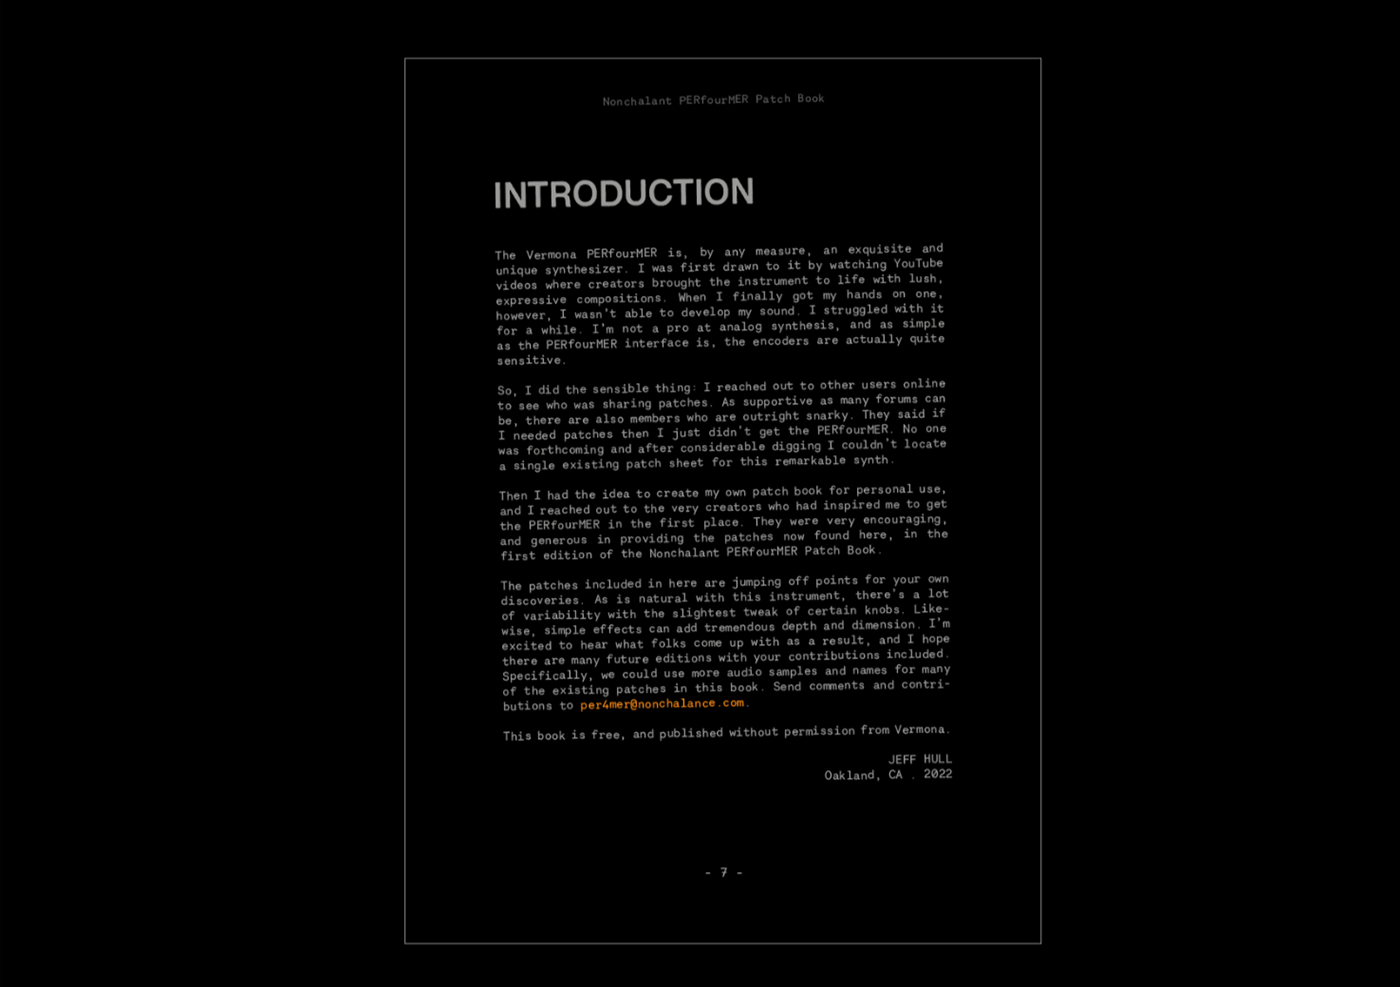 Nonchalant PERfourMER Patch Book
INTRODUCTION
The Vermona PERfourMER is, by any measure, an exquisite and
unique synthesizer. I was first drawn to it by watching YouTube
videos where creators brought the instrument to life with lush,
expressive compositions. When I finally got my hands on one,
however, I wasn't able to develop my sound. I struggled with it
for a while. I'm not a pro at analog synthesis, and as simple
as the PERfourMER interface is, the encoders are actually quite
sensitive.
So, I did the sensible thing: I reached out to other users online
to see who was sharing patches. As supportive as many forums can
be, there are also members who are outright snarky. They said if
I needed patches then I just didn't get the PERfourMER. No one
was forthcoming and after considerable digging I couldn't locate
a single existing patch sheet for this remarkable synth.
Then I had the idea to create my own patch book for personal use,
and I reached out to the very creators who had inspired me to get
the PERfourMER in the first place. They were very encouraging,
and generous in providing the patches now found here, in the
first edition of the Nonchalant PERfourMER Patch Book.
The patches included in here are jumping off points for your own
discoveries. As is natural with this instrument, there's a lot
of variability with the slightest tweak of certain knobs. Like-
wise, simple effects can add tremendous depth and dimension. I'm
excited to hear what folks come up with as a result, and I hope
there are many future editions with your contributions included.
Specifically, we could use more audio samples and names for many
of the existing patches in this book. Send comments and contri-
butions to per4mer@nonchalance.com.
This book is free, and published without permission from Vermona.
JEFF HULL
Oakland, CA . 2022
- 7 -